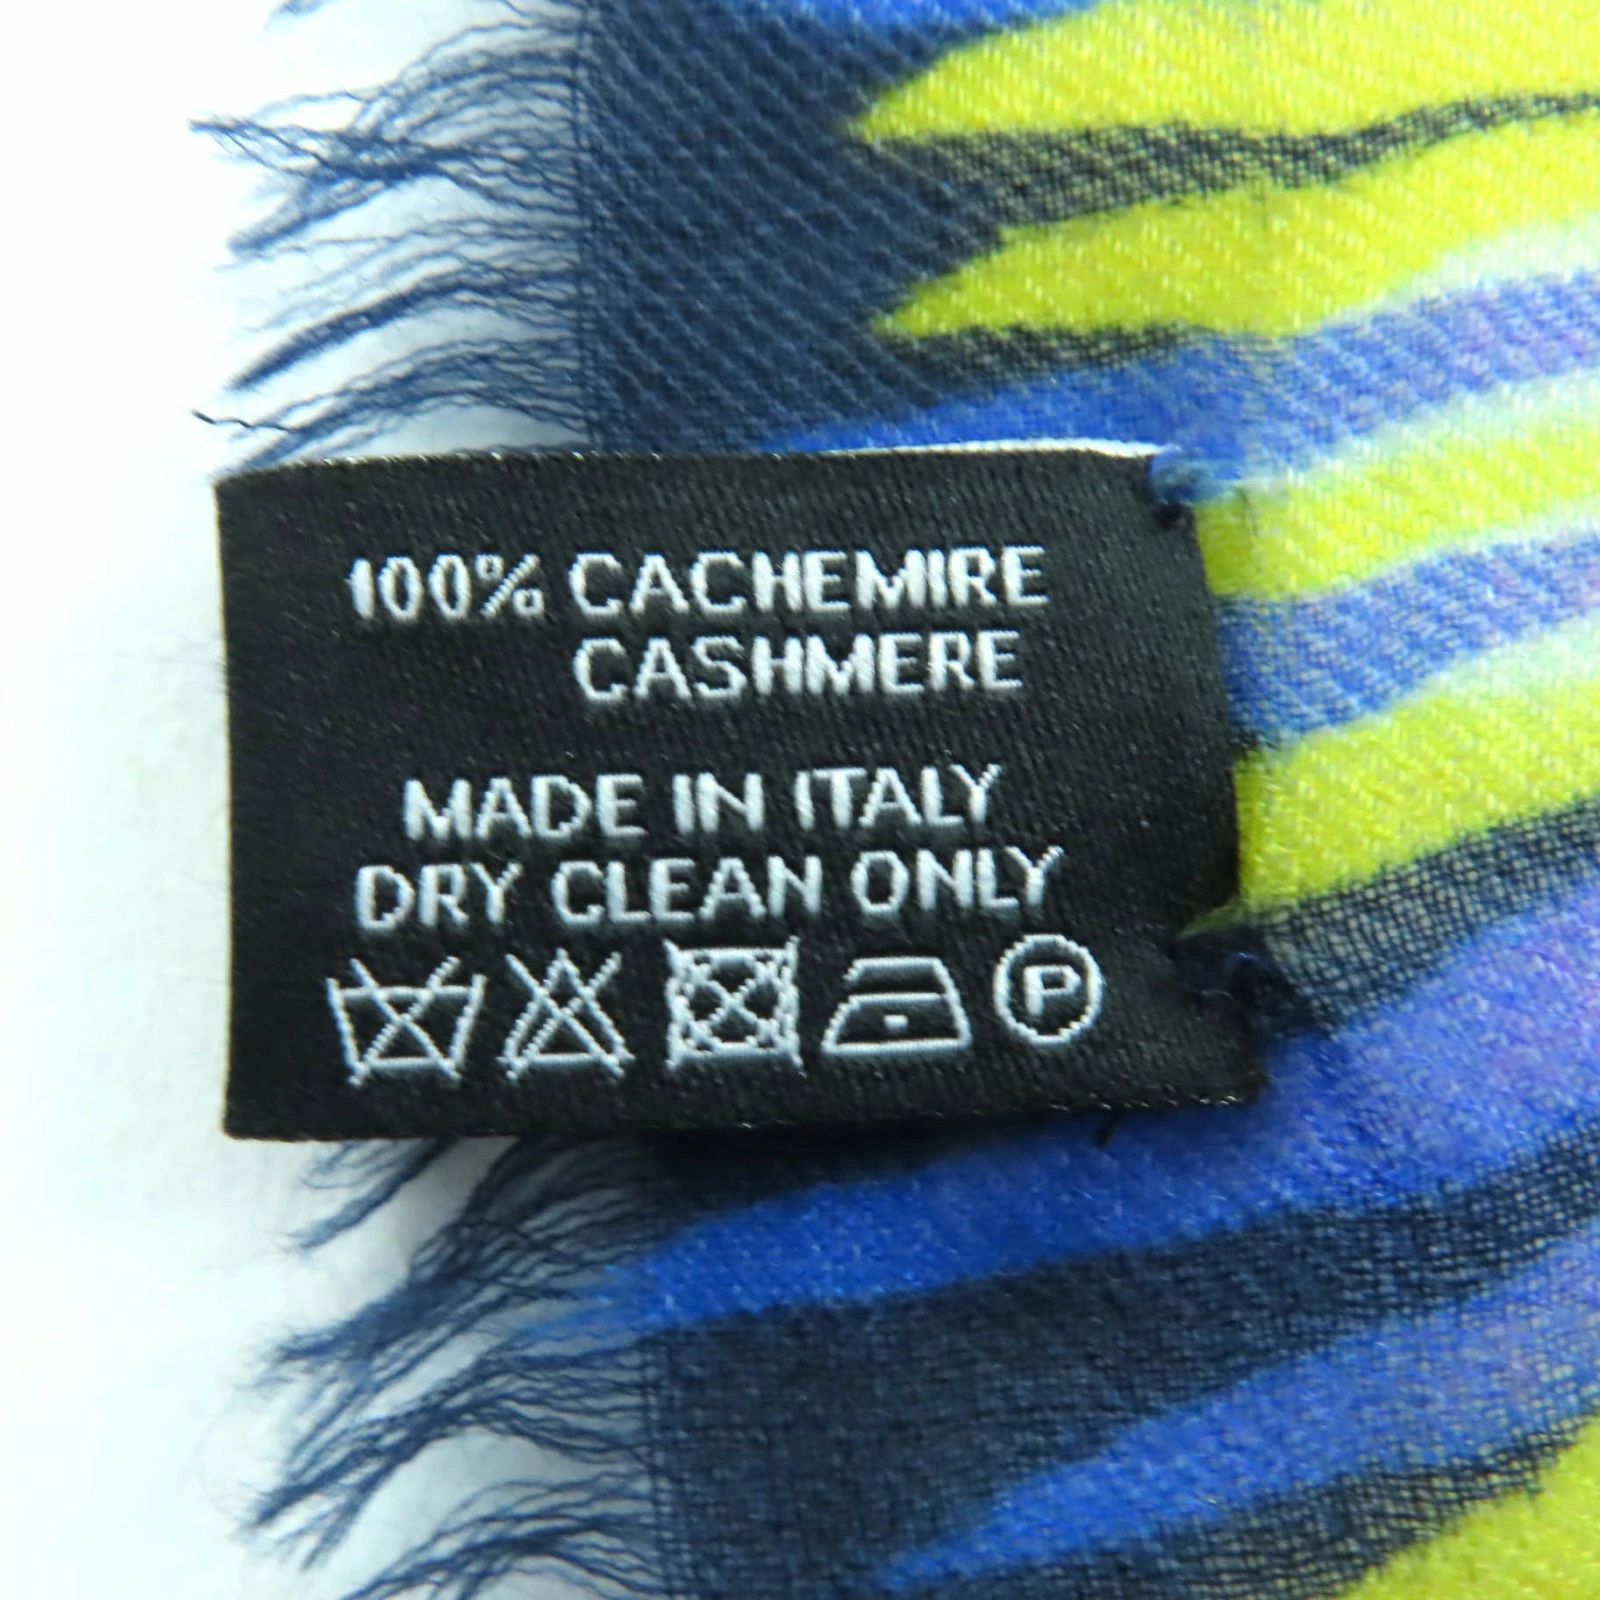 100% CACHEMIRE
CASHMERE
MADE IN ITALY
DRY CLEAN ONLY
P